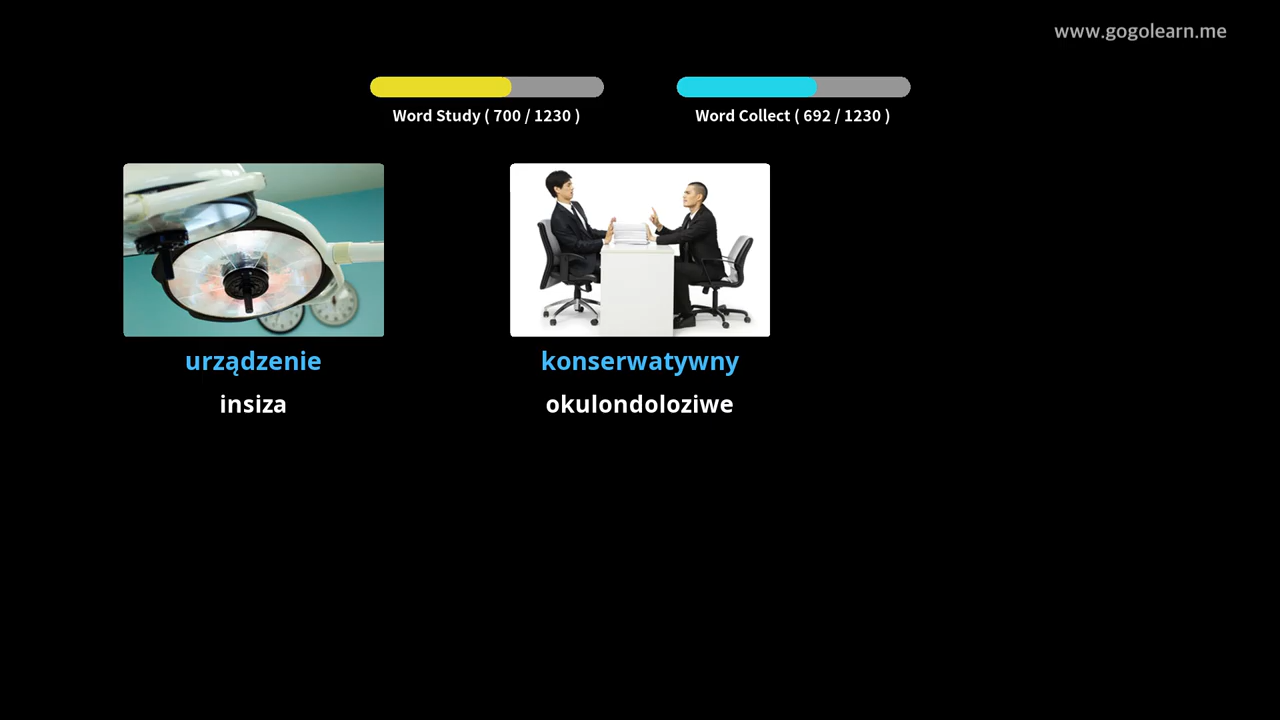 www.gogolearn.me
Word Study ( 700 / 1230 )
Word Collect ( 692 / 1230 )
urządzenie
insiza
konserwatywny
okulondoloziwe